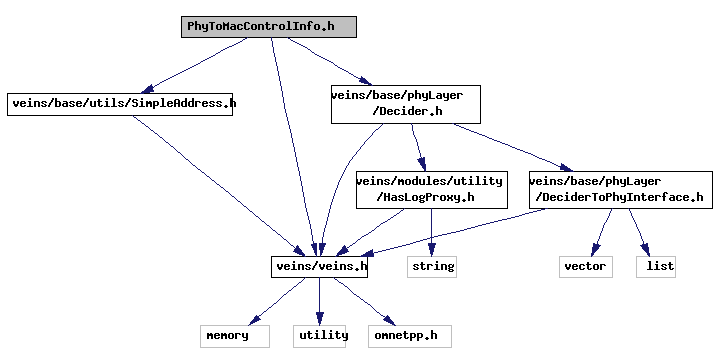 PhyToMacControlInfo.h
veins/base/utils/SimpleAddress.h
veins/base/phyLayer
/Decider.h
veins/modules/utility
/HasLogProxy.h
veins/base/phyLayer
/DeciderToPhyInterface.h
veins/veins.h
string
vector
list
memory
utility
omnetpp.h